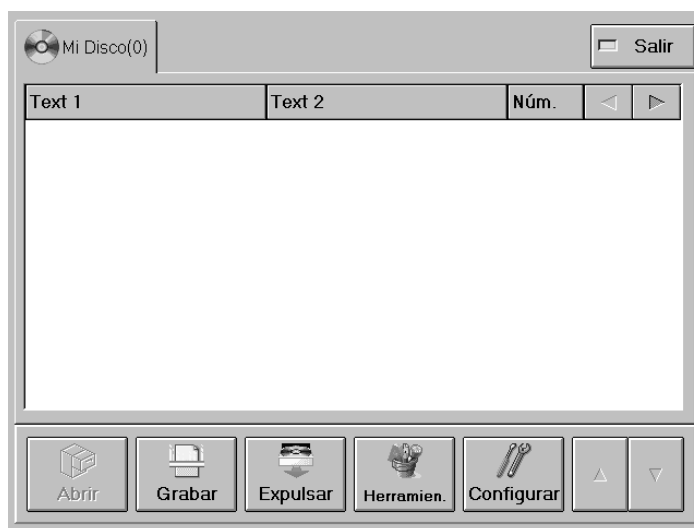 Mi Disco(0)
Salir
Text 1 Text 2 Núm.
Abrir Grabar Expulsar Herramien. Configurar